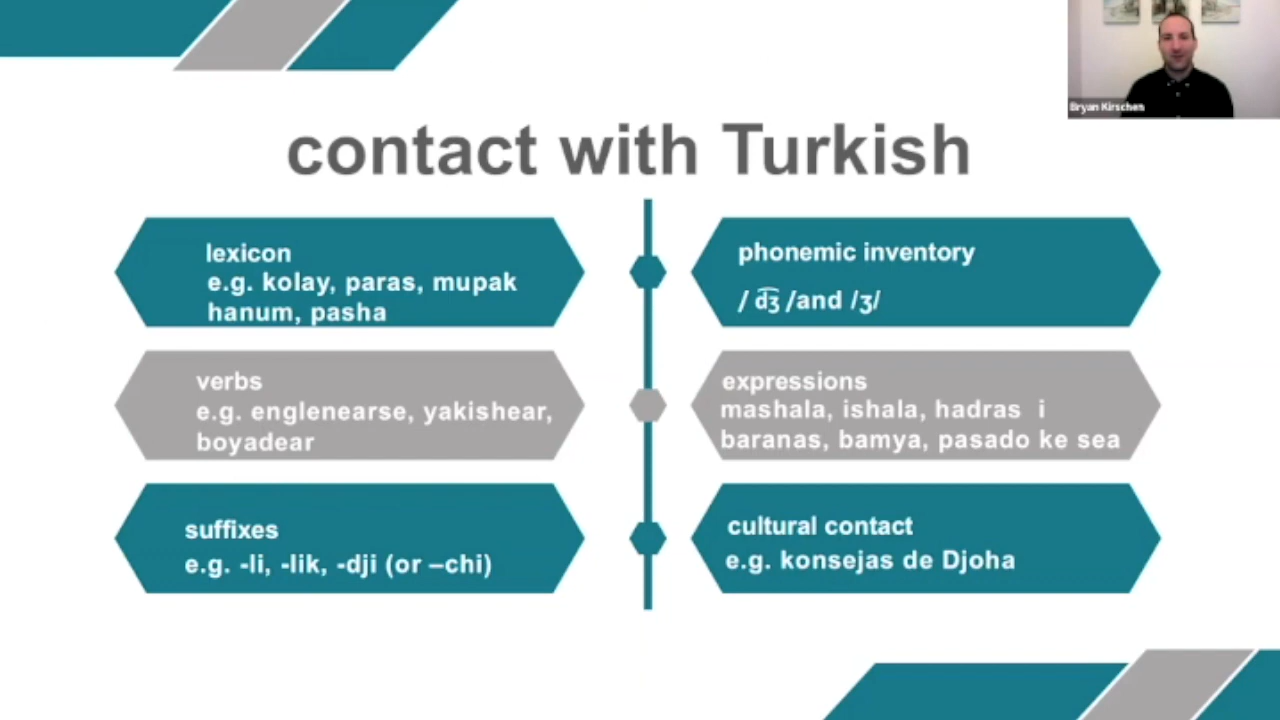 Bryan Kirschen
contact with Turkish
lexicon
e.g. kolay, paras, mupak
hanum, pasha
phonemic inventory
/ d͡ʒ /and /ʒ/
verbs
e.g. englenearse, yakishear,
boyadear
expressions
mashala, ishala, hadras i
baranas, bamya, pasado ke sea
suffixes
e.g. -li, -lik, -dji (or –chi)
cultural contact
e.g. konsejas de Djoha